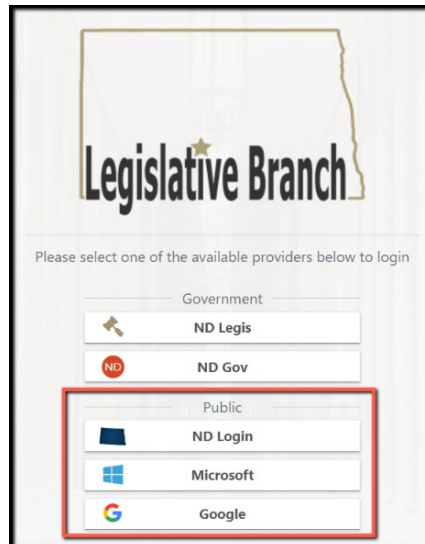 Legislative Branch
Please select one of the available providers below to login
Government
ND Legis
ND
ND Gov
Public
ND Login
Microsoft
G
Google